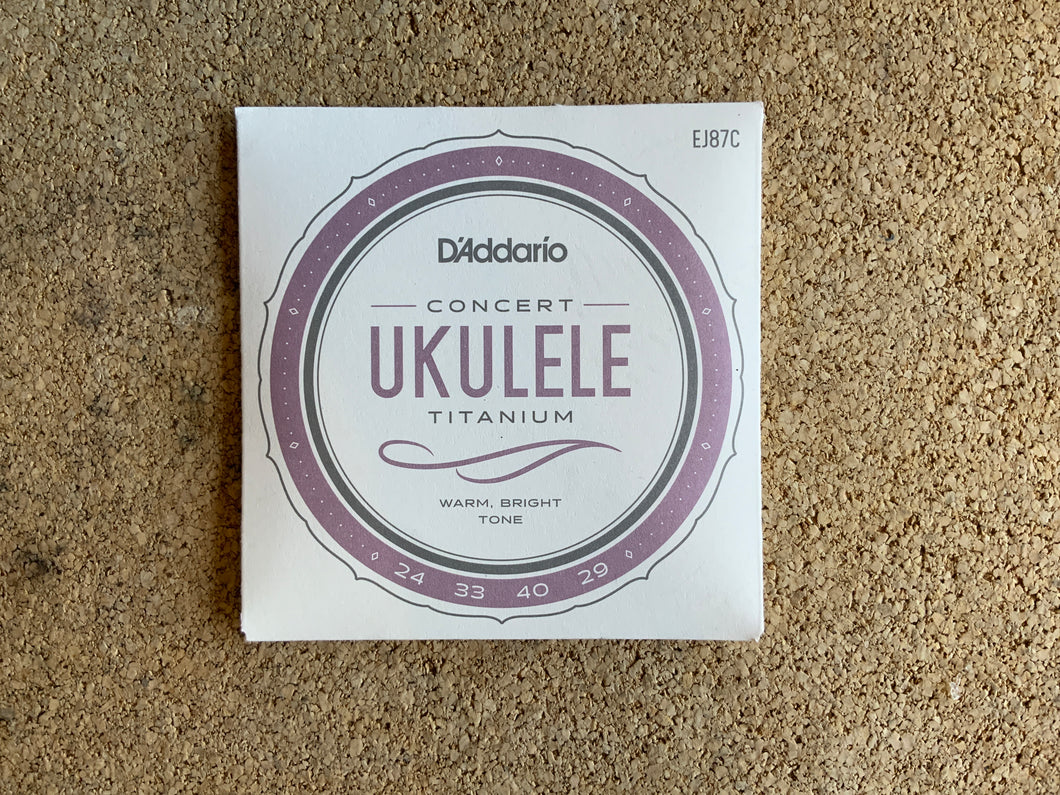 EJ87C
D'Addario
CONCERT
UKULELE
TITANIUM
WARM, BRIGHT
TONE
24 33 40 29